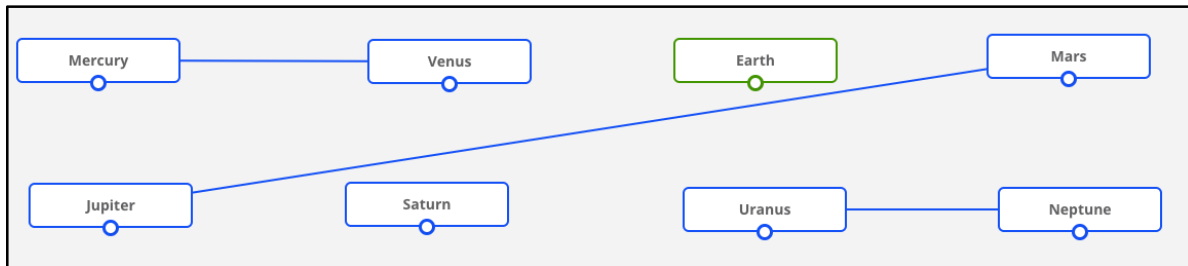 Mercury
Venus
Earth
Mars
Jupiter
Saturn
Uranus
Neptune